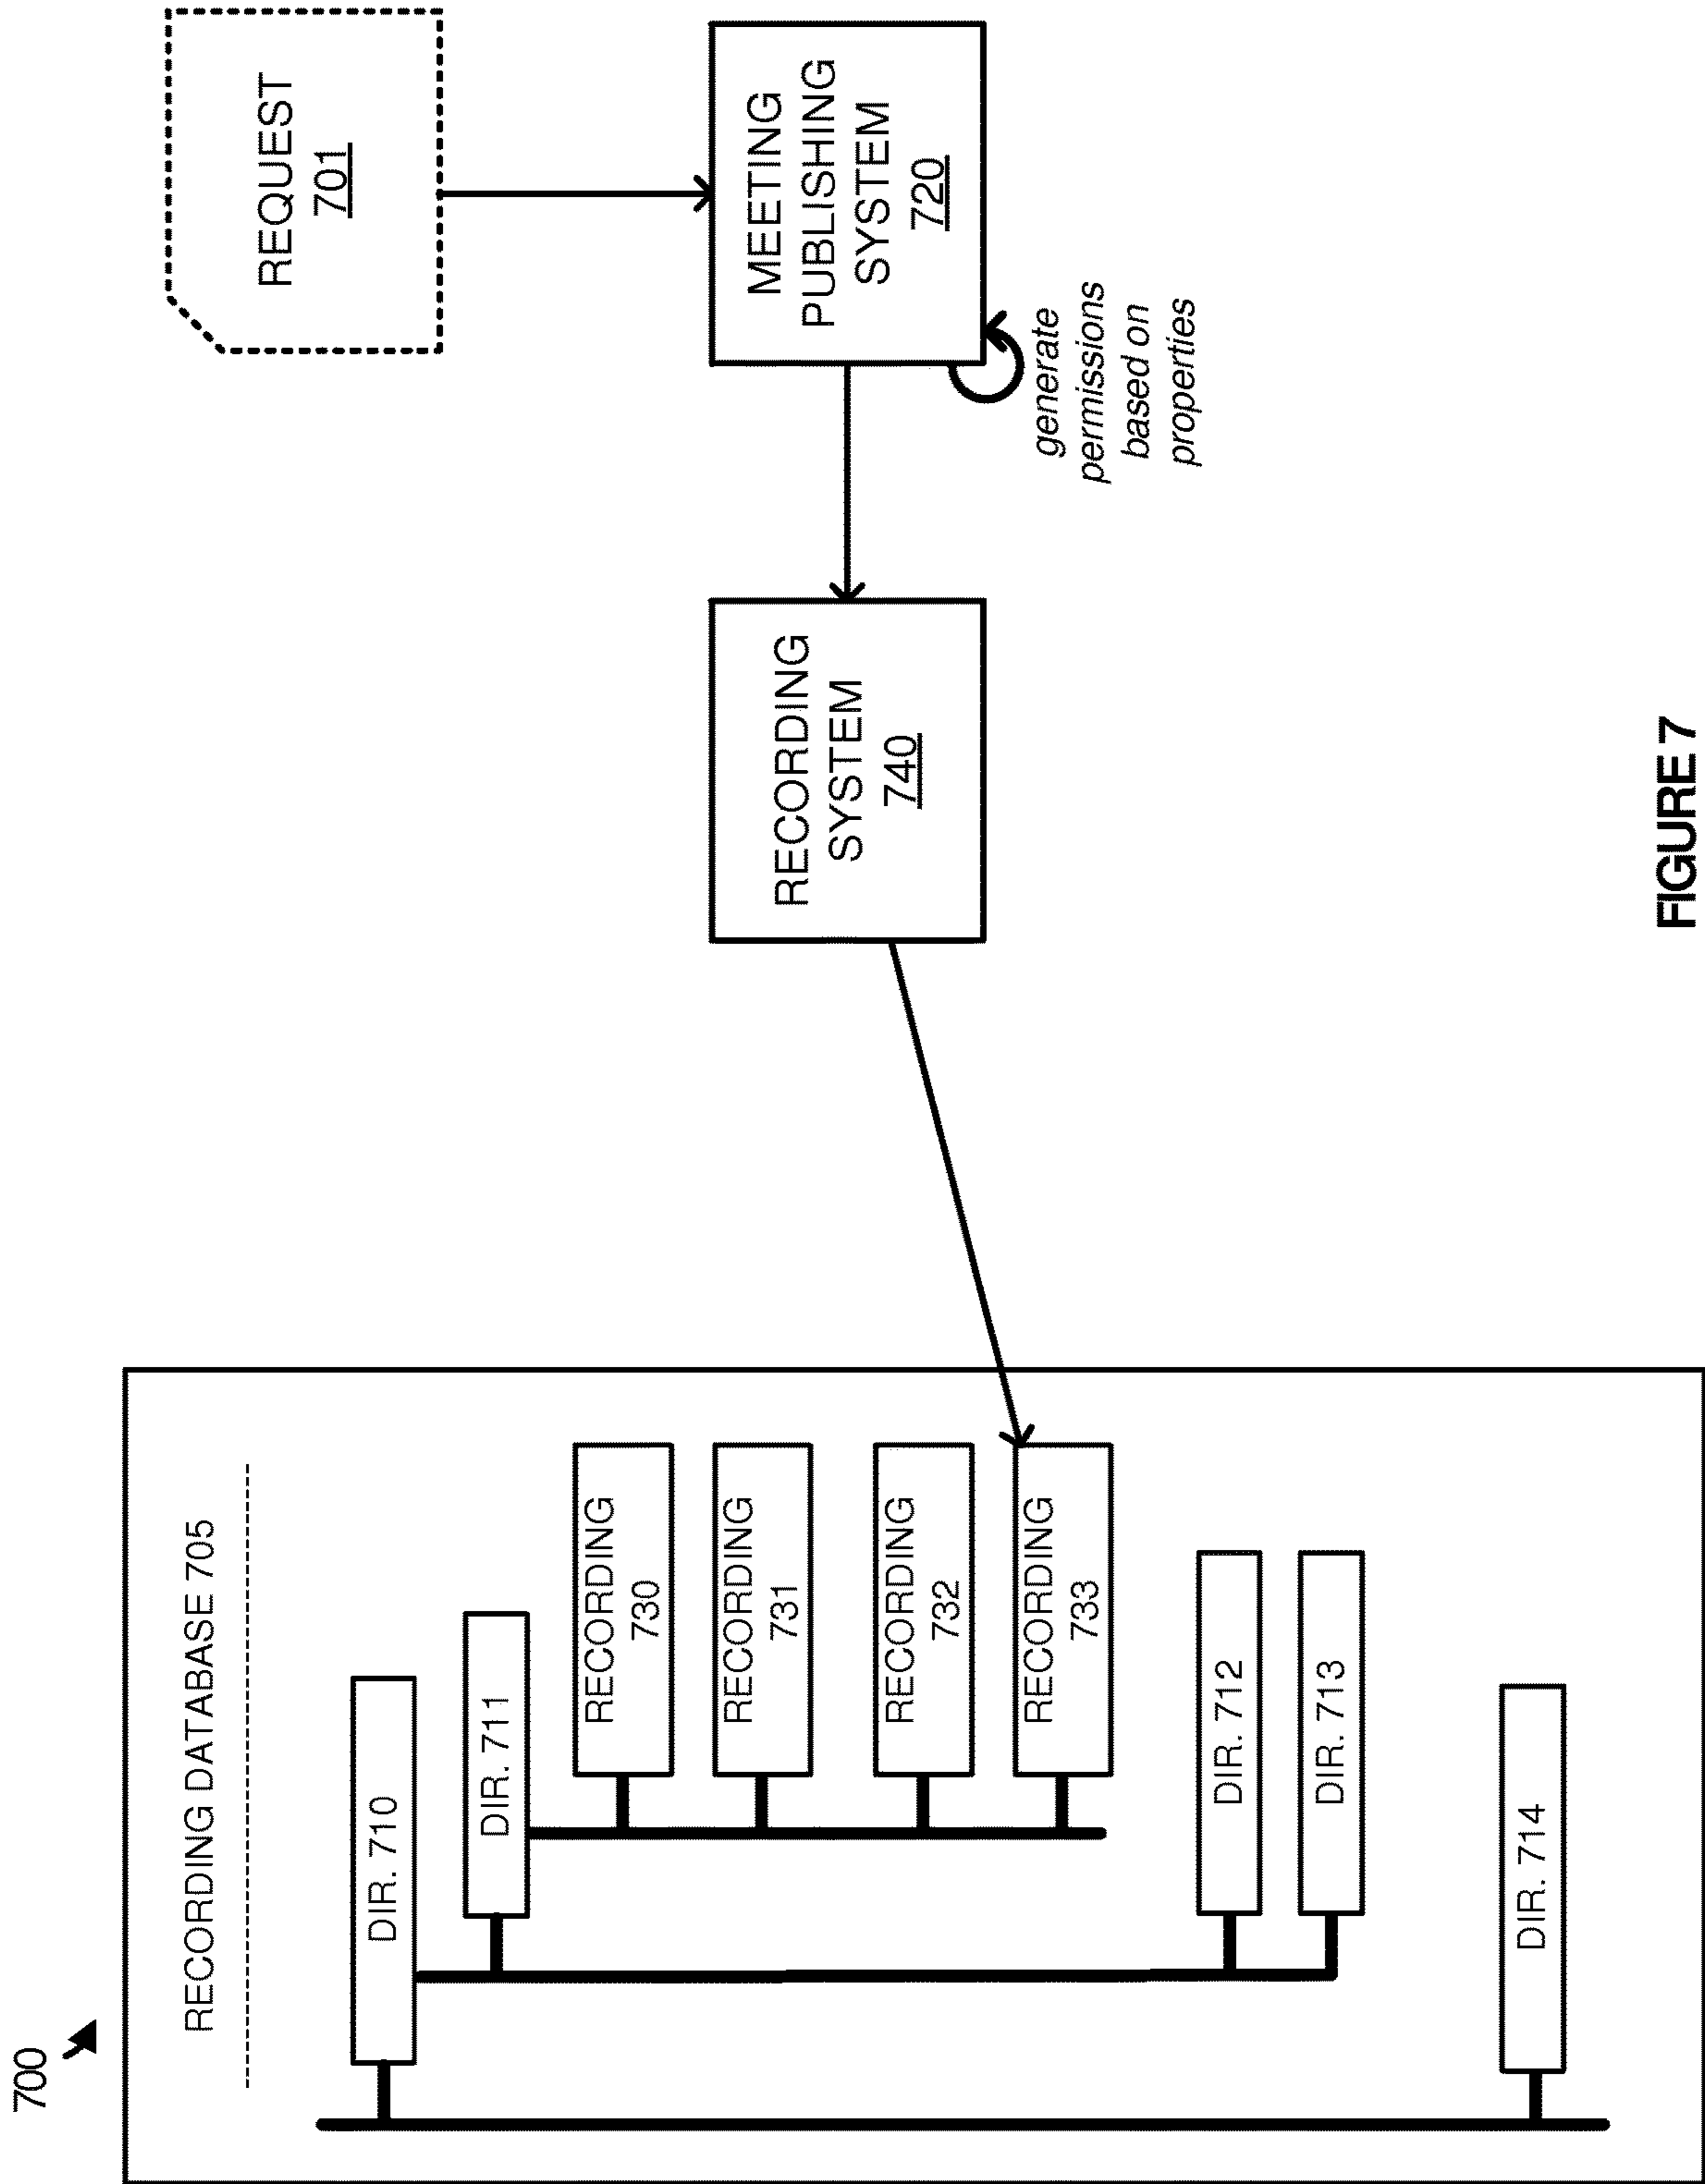 700
RECORDING DATABASE 705
DIR. 710
DIR. 711
RECORDING
730
RECORDING
731
RECORDING
732
RECORDING
733
DIR. 712
DIR. 713
DIR. 714
RECORDING
SYSTEM
740
REQUEST
701
MEETING
PUBLISHING
SYSTEM
720
generate
permissions
based on
properties
FIGURE 7